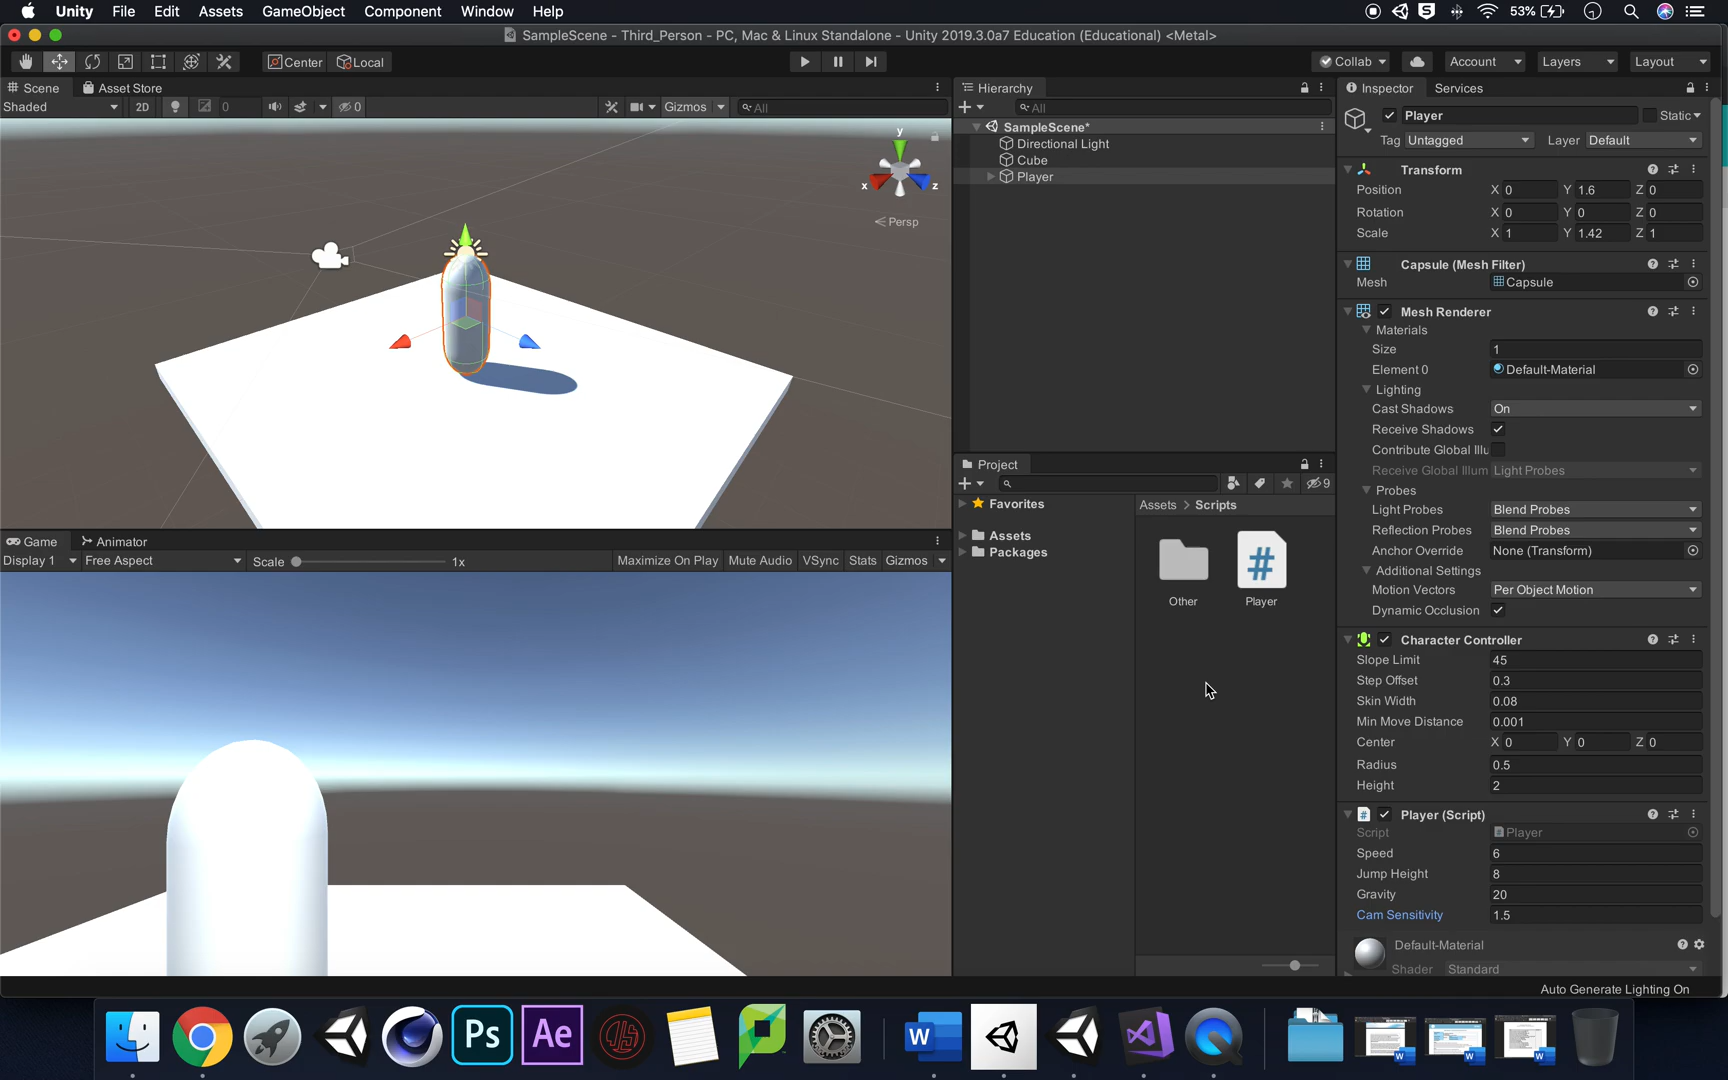 Unity File Edit Assets GameObject Component Window Help 53%
SampleScene - Third_Person - PC, Mac & Linux Standalone - Unity 2019.3.0a7 Education (Educational) <Metal>
Center Local Collab Account Layers Layout
Scene Asset Store
Shaded 2D 0 0 Gizmos All
y
x z
Persp
Hierarchy
All
SampleScene*
Directional Light
Cube
Player
Game Animator
Display 1 Free Aspect Scale 1x Maximize On Play Mute Audio VSync Stats Gizmos
Project
9
Favorites
Assets
Packages
Assets > Scripts
Other Player
Inspector Services
Player Static
Tag Untagged Layer Default
Transform
Position X 0 Y 1.6 Z 0
Rotation X 0 Y 0 Z 0
Scale X 1 Y 1.42 Z 1
Capsule (Mesh Filter)
Mesh Capsule
Mesh Renderer
Materials
Size 1
Element 0 Default-Material
Lighting
Cast Shadows On
Receive Shadows
Contribute Global Illu
Receive Global Illum Light Probes
Probes
Light Probes Blend Probes
Reflection Probes Blend Probes
Anchor Override None (Transform)
Additional Settings
Motion Vectors Per Object Motion
Dynamic Occlusion
Character Controller
Slope Limit 45
Step Offset 0.3
Skin Width 0.08
Min Move Distance 0.001
Center X 0 Y 0 Z 0
Radius 0.5
Height 2
Player (Script)
Script Player
Speed 6
Jump Height 8
Gravity 20
Cam Sensitivity 1.5
Default-Material
Shader Standard
Auto Generate Lighting On
Ps Ae W